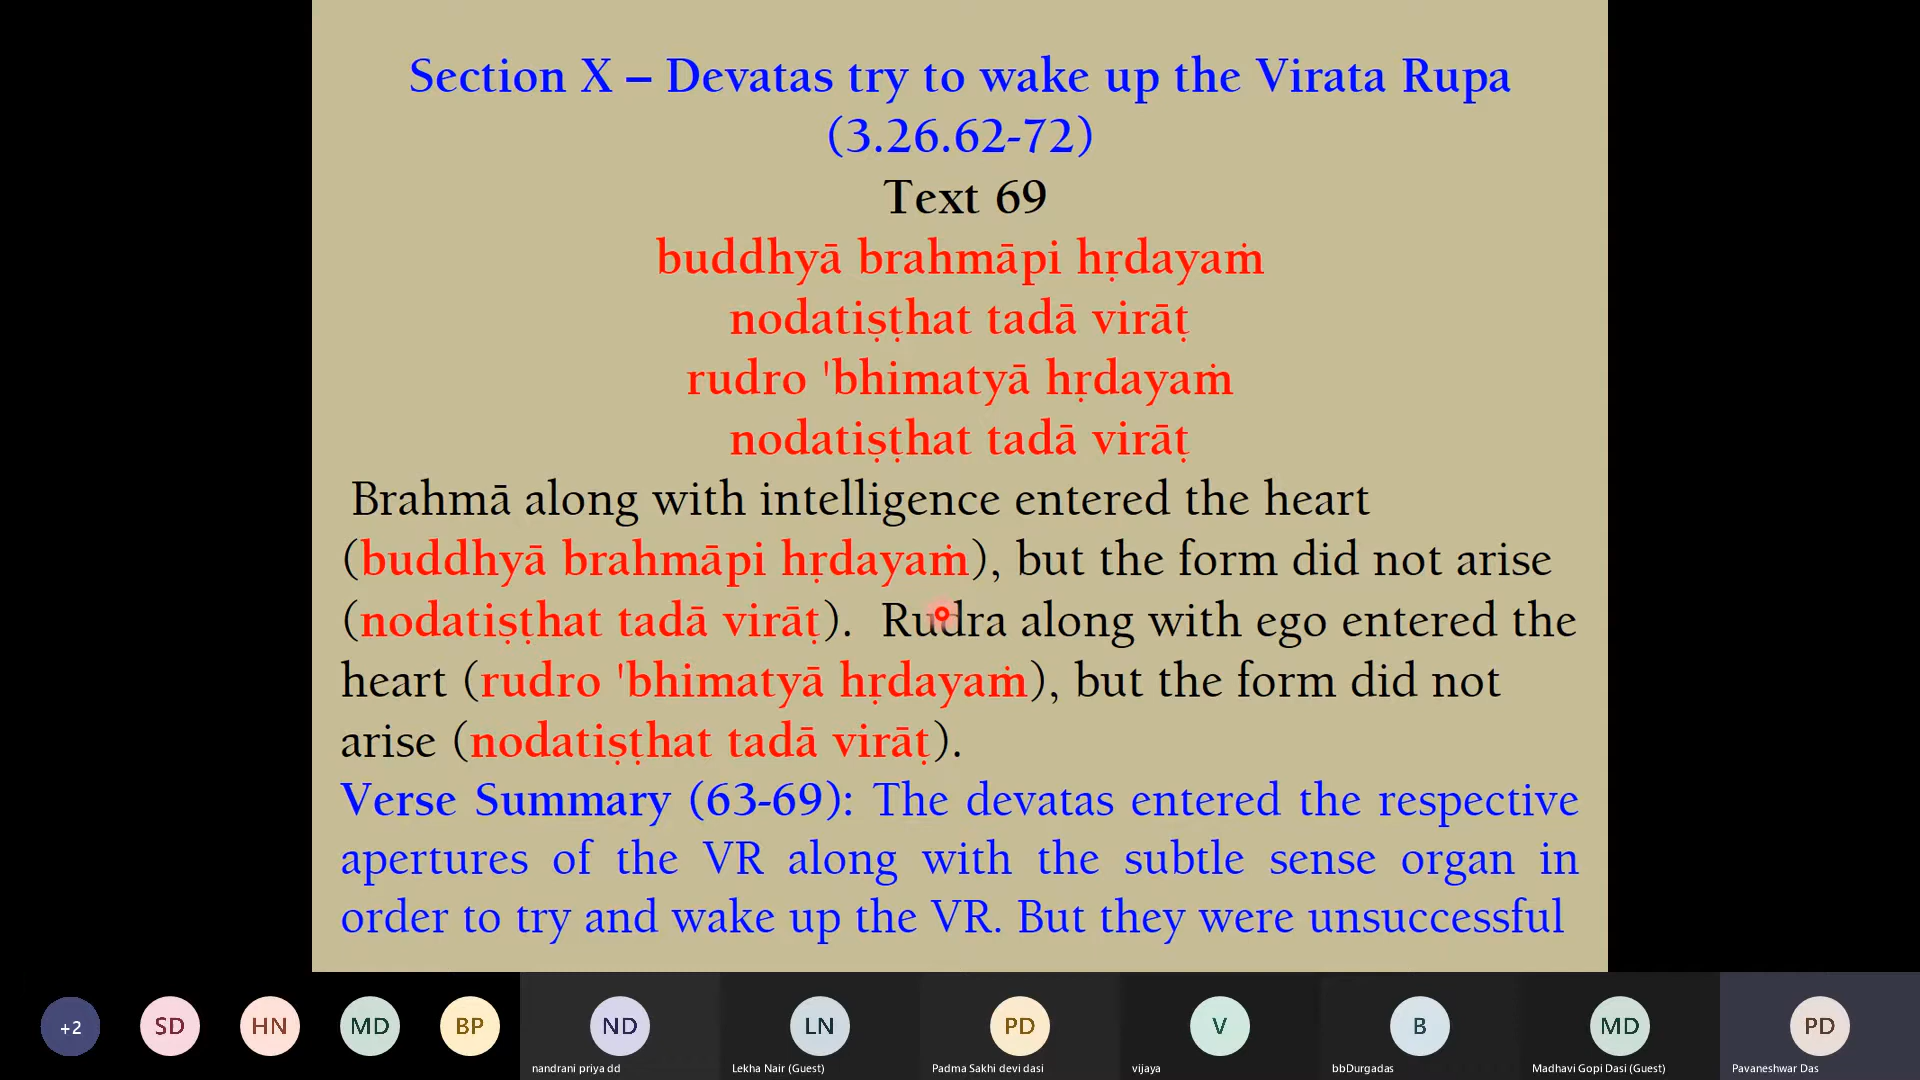 Section X – Devatas try to wake up the Virata Rupa
(3.26.62-72)
Text 69
buddhyā brahmāpi hṛdayaṁ
nodatiṣṭhat tadā virāṭ
rudro 'bhimatyā hṛdayaṁ
nodatiṣṭhat tadā virāṭ
Brahmā along with intelligence entered the heart
(buddhyā brahmāpi hṛdayaṁ), but the form did not arise
(nodatiṣṭhat tadā virāṭ). Rudra along with ego entered the
heart (rudro 'bhimatyā hṛdayaṁ), but the form did not
arise (nodatiṣṭhat tadā virāṭ).
Verse Summary (63-69): The devatas entered the respective
apertures of the VR along with the subtle sense organ in
order to try and wake up the VR. But they were unsuccessful
+2 SD HN MD BP ND LN PD V B MD PD
nandrani priya dd Lekha Nair (Guest) Padma Sakhi devi dasi vijaya bbDurgadas Madhavi Gopi Dasi (Guest) Pavaneshwar Das